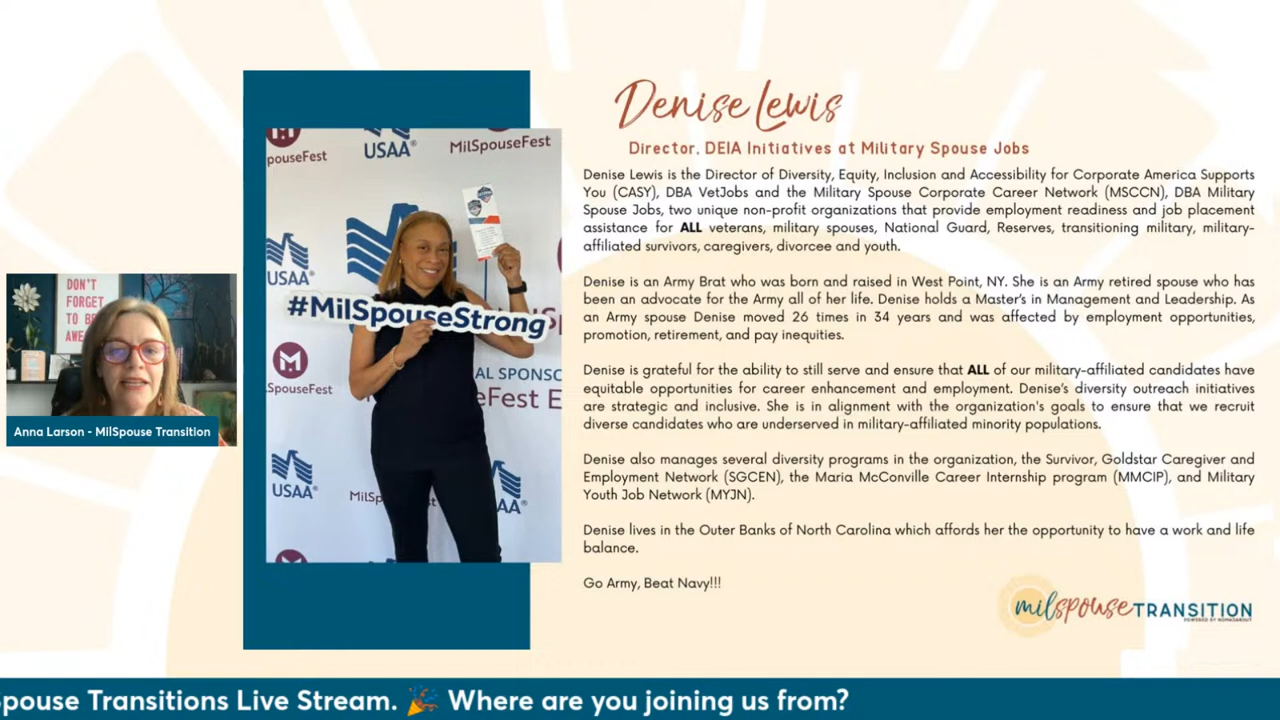 Denise Lewis
Director, DEIA Initiatives at Military Spouse Jobs
Denise Lewis is the Director of Diversity, Equity, Inclusion and Accessibility for Corporate America Supports
You (CASY), DBA VetJobs and the Military Spouse Corporate Career Network (MSCCN), DBA Military
Spouse Jobs, two unique non-profit organizations that provide employment readiness and job placement
assistance for ALL veterans, military spouses, National Guard, Reserves, transitioning military, military-
affiliated survivors, caregivers, divorcee and youth.
Denise is an Army Brat who was born and raised in West Point, NY. She is an Army retired spouse who has
been an advocate for the Army all of her life. Denise holds a Master's in Management and Leadership. As
an Army spouse Denise moved 26 times in 34 years and was affected by employment opportunities,
promotion, retirement, and pay inequities.
Denise is grateful for the ability to still serve and ensure that ALL of our military-affiliated candidates have
equitable opportunities for career enhancement and employment. Denise's diversity outreach initiatives
are strategic and inclusive. She is in alignment with the organization's goals to ensure that we recruit
diverse candidates who are underserved in military-affiliated minority populations.
Denise also manages several diversity programs in the organization, the Survivor, Goldstar Caregiver and
Employment Network (SGCEN), the Maria McConville Career Internship program (MMCIP), and Military
Youth Job Network (MYJN).
Denise lives in the Outer Banks of North Carolina which affords her the opportunity to have a work and life
balance.
Go Army, Beat Navy!!!
milspouse TRANSITION
pouseFest
USAA
MilSpouseFest
USAA
#MilSpouseStrong
M
SpouseFest
AL SPONSO
eFest E
USAA
MilS
AA
DON'T
FORGET
TO BE
AWE
Anna Larson - MilSpouse Transition
Spouse Transitions Live Stream. 🎉 Where are you joining us from?